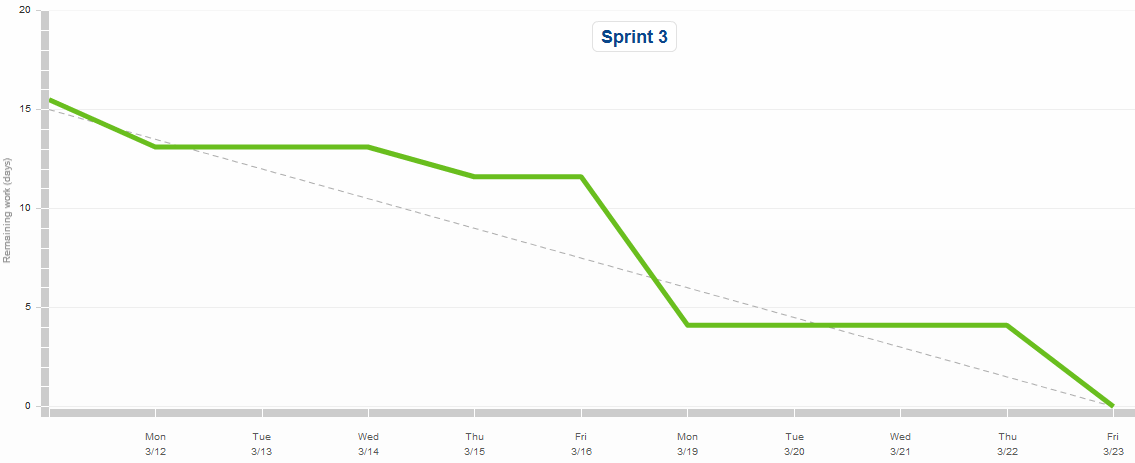 Sprint 3
Remaining work (days)
20
15
10
5
0
Mon Tue Wed Thu Fri Mon Tue Wed Thu Fri
3/12 3/13 3/14 3/15 3/16 3/19 3/20 3/21 3/22 3/23